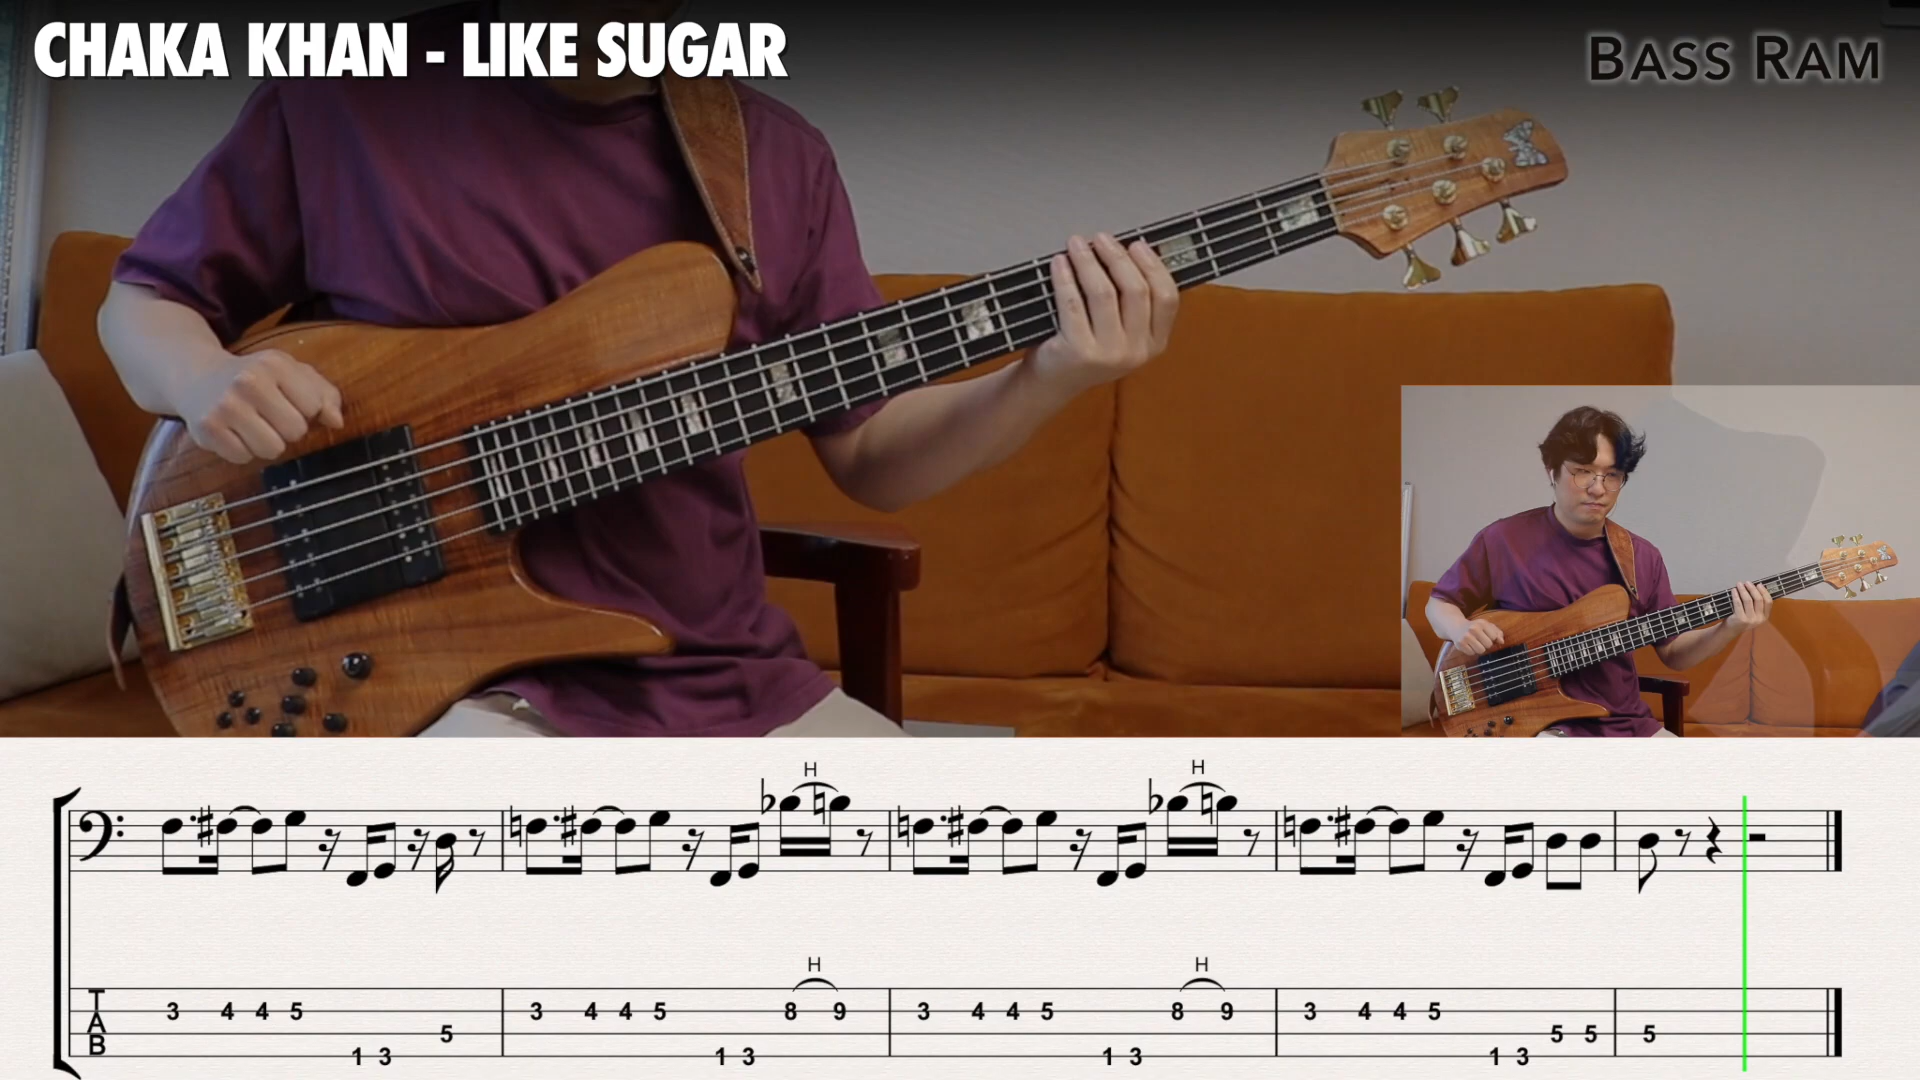 CHAKA KHAN - LIKE SUGAR
BASS RAM
H H
H H
T A B
3 4 4 5 3 4 4 5 8 9 3 4 4 5 8 9 3 4 4 5
5 5 5 5
1 3 1 3 1 3 1 3